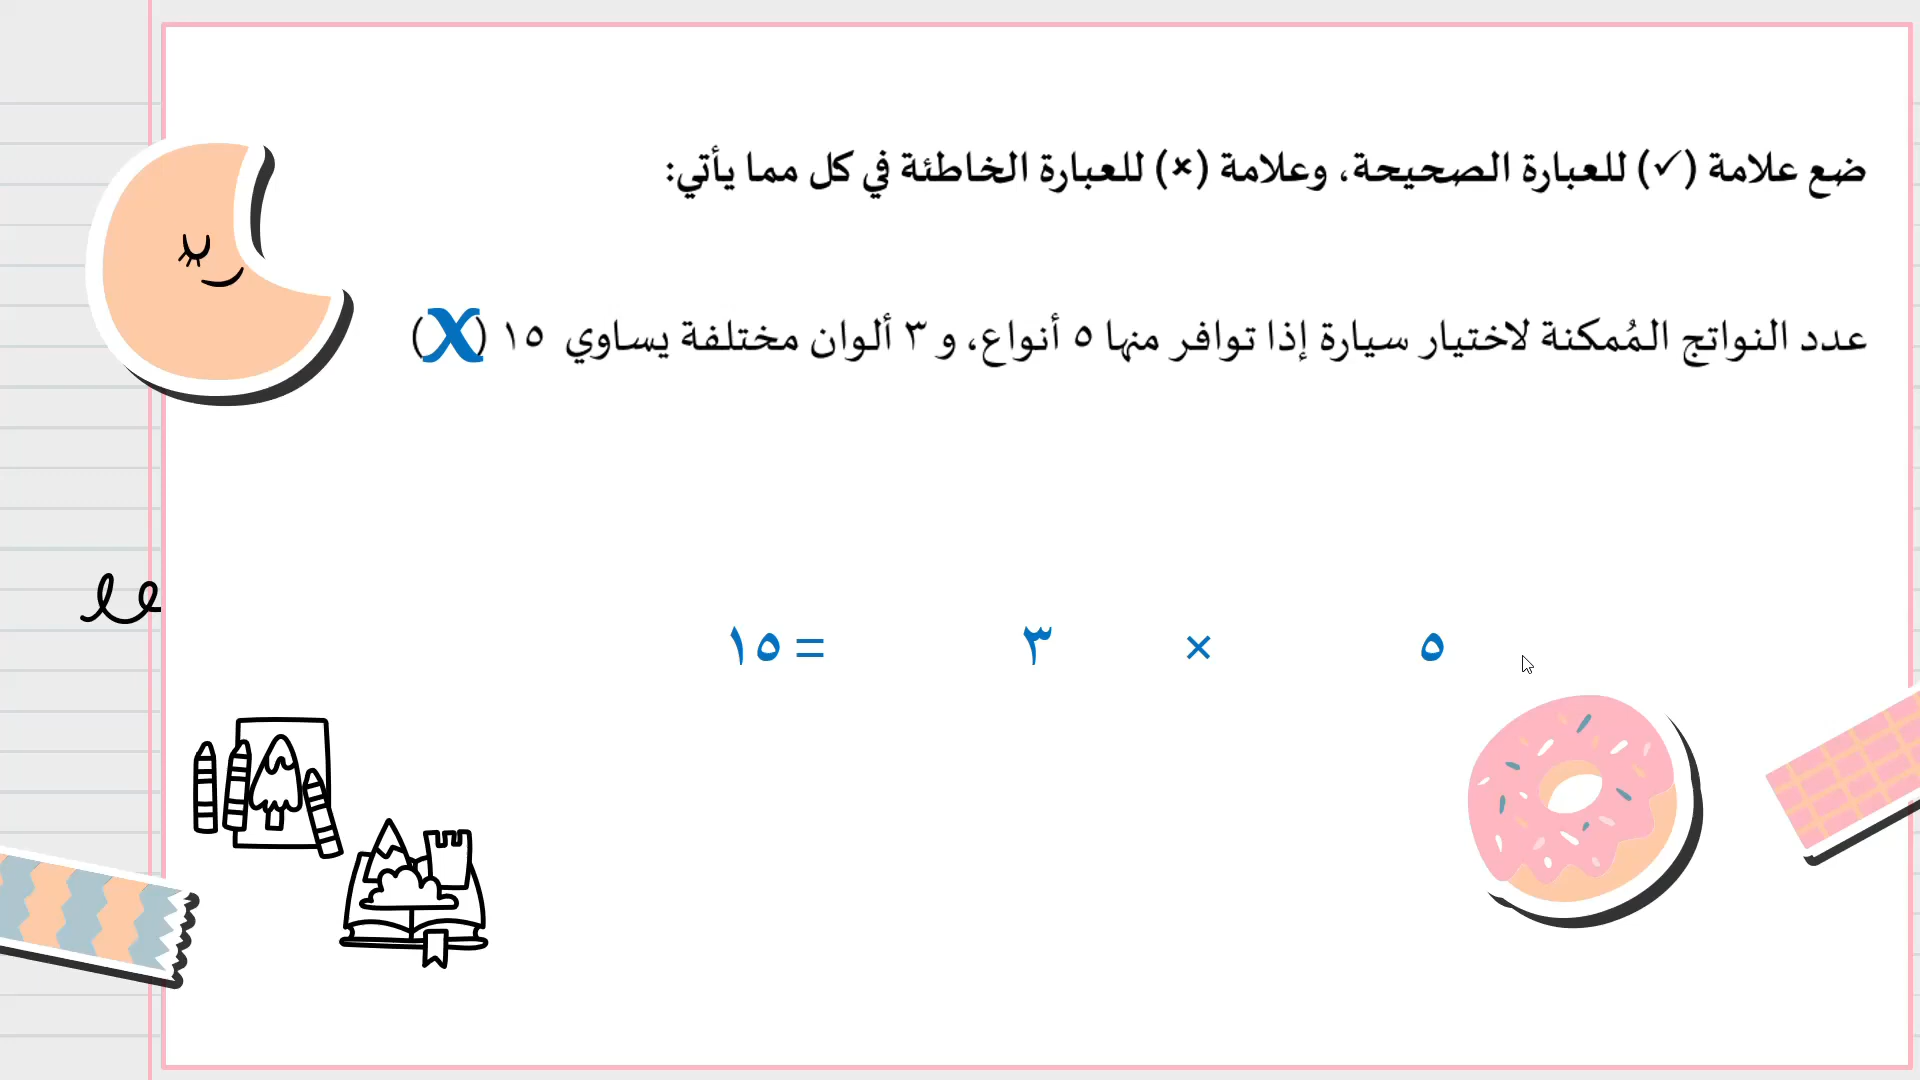 ضع علامة (✓) للعبارة الصحيحة، وعلامة (×) للعبارة الخاطئة في كل مما يأتي:
عدد النواتج المُمكنة لاختيار سيارة إذا توافر منها ٥ أنواع، و ٣ ألوان مختلفة يساوي ١٥ (X)
٥ × ٣ = ١٥